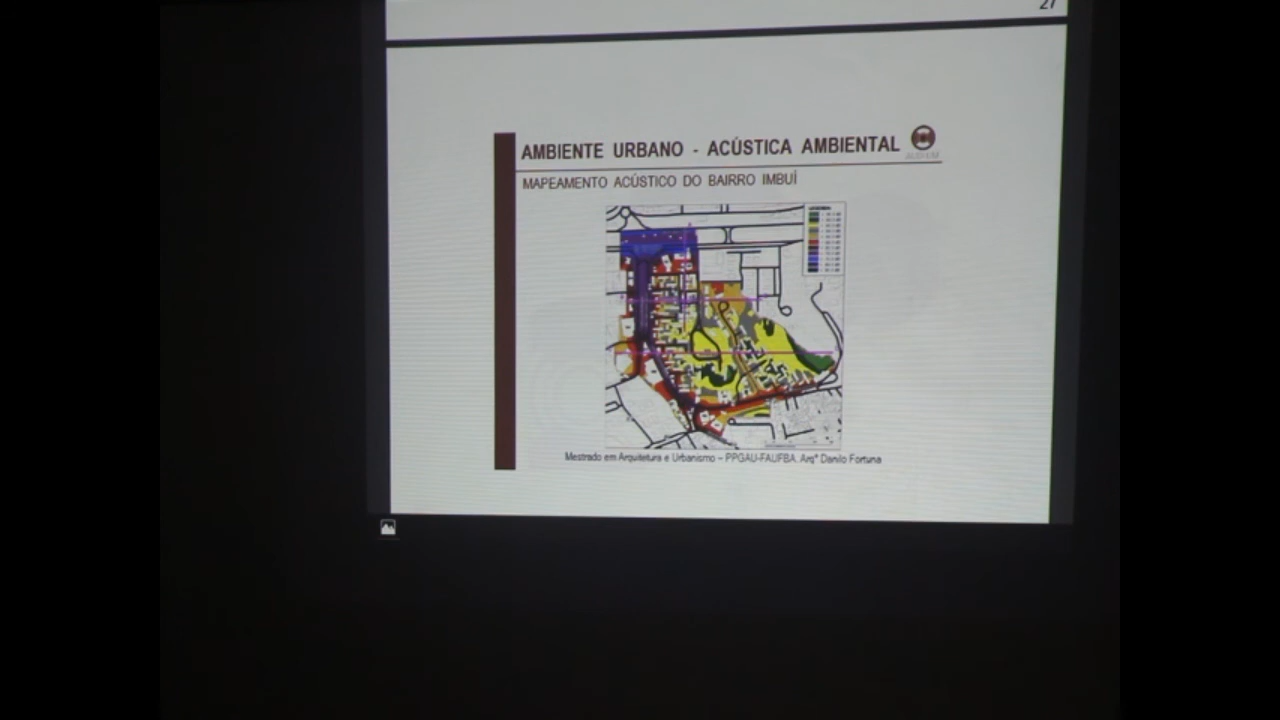 27
AMBIENTE URBANO - ACÚSTICA AMBIENTAL
MAPEAMENTO ACÚSTICO DO BAIRRO IMBUÍ
Mestrado em Arquitetura e Urbanismo – PPGAU-FAUFBA. Arqº Danilo Fortuna